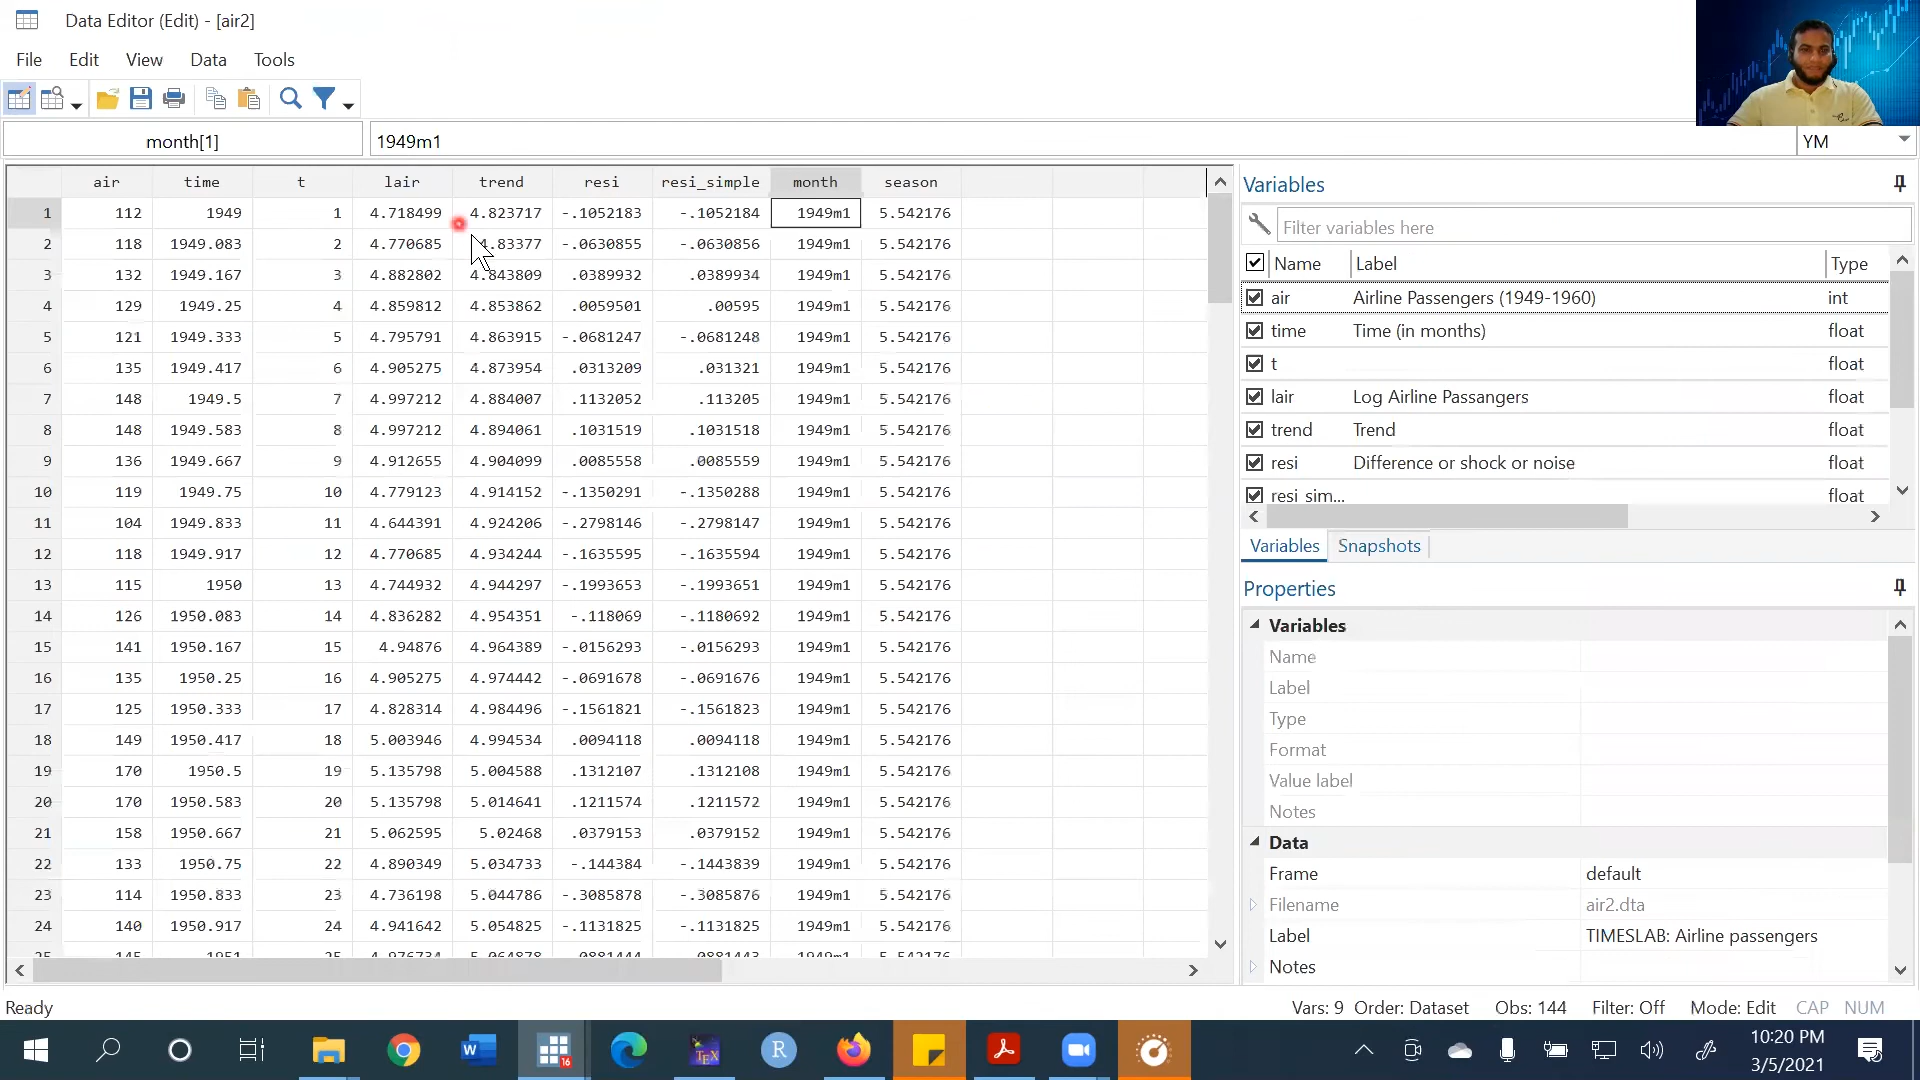 Data Editor (Edit) - [air2]
File Edit View Data Tools
month[1] 1949m1 YM
air time t lair trend resi resi_simple month season
1 112 1949 1 4.718499 4.823717 -.1052183 -.1052184 1949m1 5.542176
2 118 1949.083 2 4.770685 4.83377 -.0630855 -.0630856 1949m1 5.542176
3 132 1949.167 3 4.882802 4.843809 .0389932 .0389934 1949m1 5.542176
4 129 1949.25 4 4.859812 4.853862 .0059501 .00595 1949m1 5.542176
5 121 1949.333 5 4.795791 4.863915 -.0681247 -.0681248 1949m1 5.542176
6 135 1949.417 6 4.905275 4.873954 .0313209 .031321 1949m1 5.542176
7 148 1949.5 7 4.997212 4.884007 .1132052 .113205 1949m1 5.542176
8 148 1949.583 8 4.997212 4.894061 .1031519 .1031518 1949m1 5.542176
9 136 1949.667 9 4.912655 4.904099 .0085558 .0085559 1949m1 5.542176
10 119 1949.75 10 4.779123 4.914152 -.1350291 -.1350288 1949m1 5.542176
11 104 1949.833 11 4.644391 4.924206 -.2798146 -.2798147 1949m1 5.542176
12 118 1949.917 12 4.770685 4.934244 -.1635595 -.1635594 1949m1 5.542176
13 115 1950 13 4.744932 4.944297 -.1993653 -.1993651 1949m1 5.542176
14 126 1950.083 14 4.836282 4.954351 -.118069 -.1180692 1949m1 5.542176
15 141 1950.167 15 4.94876 4.964389 -.0156293 -.0156293 1949m1 5.542176
16 135 1950.25 16 4.905275 4.974442 -.0691678 -.0691676 1949m1 5.542176
17 125 1950.333 17 4.828314 4.984496 -.1561821 -.1561823 1949m1 5.542176
18 149 1950.417 18 5.003946 4.994534 .0094118 .0094118 1949m1 5.542176
19 170 1950.5 19 5.135798 5.004588 .1312107 .1312108 1949m1 5.542176
20 170 1950.583 20 5.135798 5.014641 .1211574 .1211572 1949m1 5.542176
21 158 1950.667 21 5.062595 5.02468 .0379153 .0379152 1949m1 5.542176
22 133 1950.75 22 4.890349 5.034733 -.144384 -.1443839 1949m1 5.542176
23 114 1950.833 23 4.736198 5.044786 -.3085878 -.3085876 1949m1 5.542176
24 140 1950.917 24 4.941642 5.054825 -.1131825 -.1131825 1949m1 5.542176
Variables
Filter variables here
Name Label Type
air Airline Passengers (1949-1960) int
time Time (in months) float
t float
lair Log Airline Passangers float
trend Trend float
resi Difference or shock or noise float
resi_sim... float
Variables Snapshots
Properties
Variables
Name
Label
Type
Format
Value label
Notes
Data
Frame default
Filename air2.dta
Label TIMESLAB: Airline passengers
Notes
Ready Vars: 9 Order: Dataset Obs: 144 Filter: Off Mode: Edit CAP NUM
10:20 PM
3/5/2021